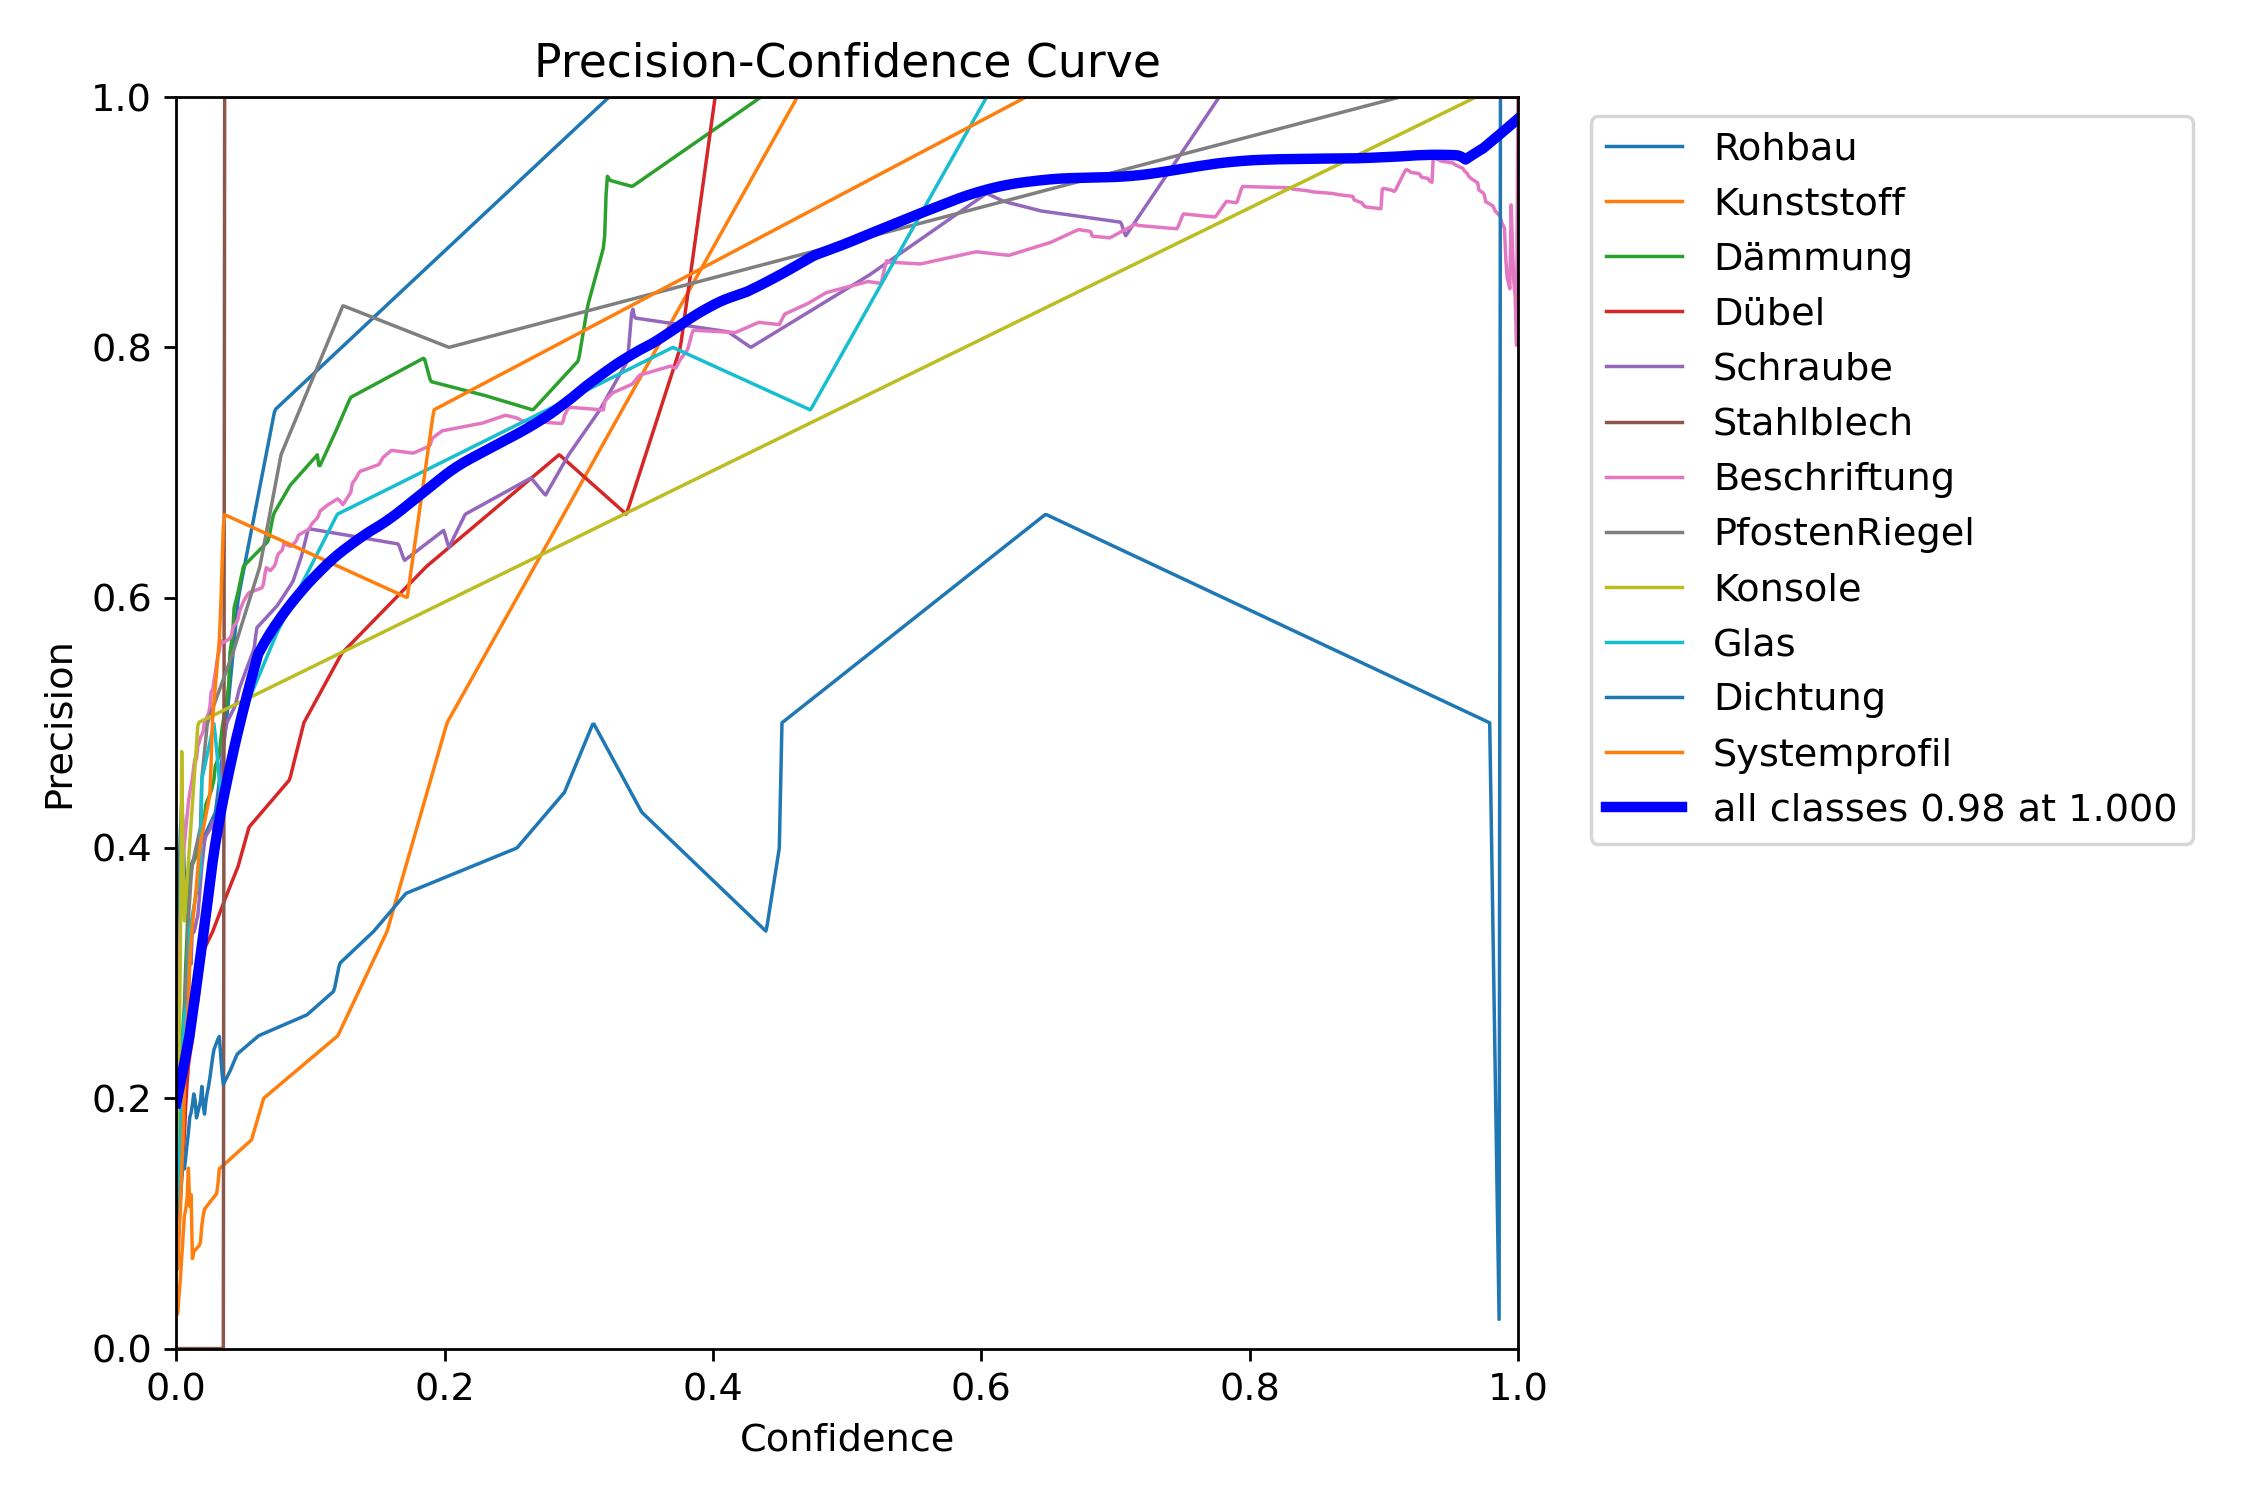 Precision-Confidence Curve
1.0
0.8
0.6
0.4
0.2
0.0
Precision
0.0 0.2 0.4 0.6 0.8 1.0
Confidence
Rohbau
Kunststoff
Dämmung
Dübel
Schraube
Stahlblech
Beschriftung
PfostenRiegel
Konsole
Glas
Dichtung
Systemprofil
all classes 0.98 at 1.000